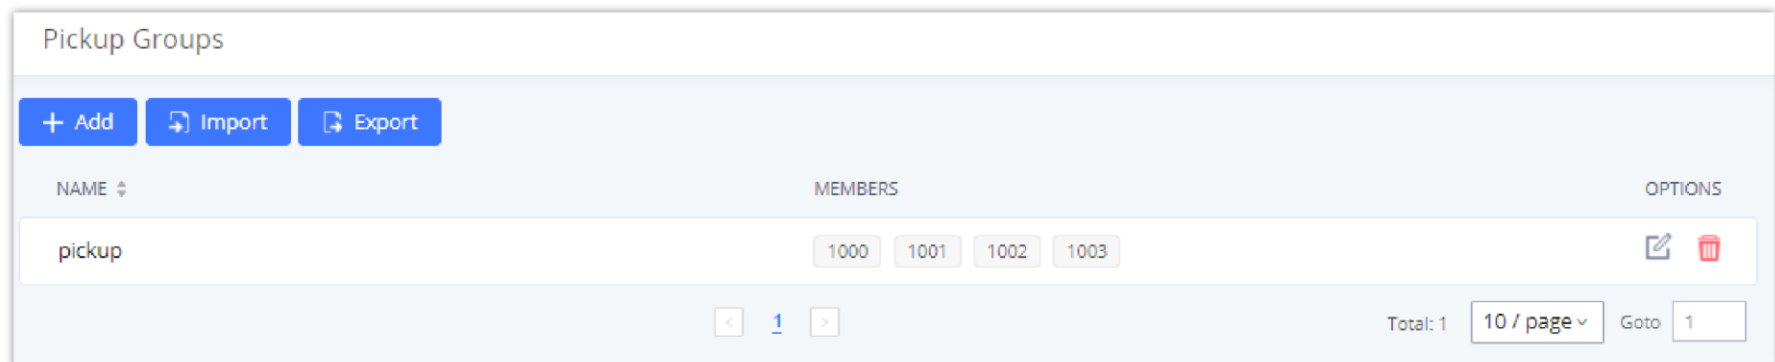 Pickup Groups
+ Add Import Export
NAME MEMBERS OPTIONS
pickup 1000 1001 1002 1003
< 1 > Total: 1 10 / page Goto 1